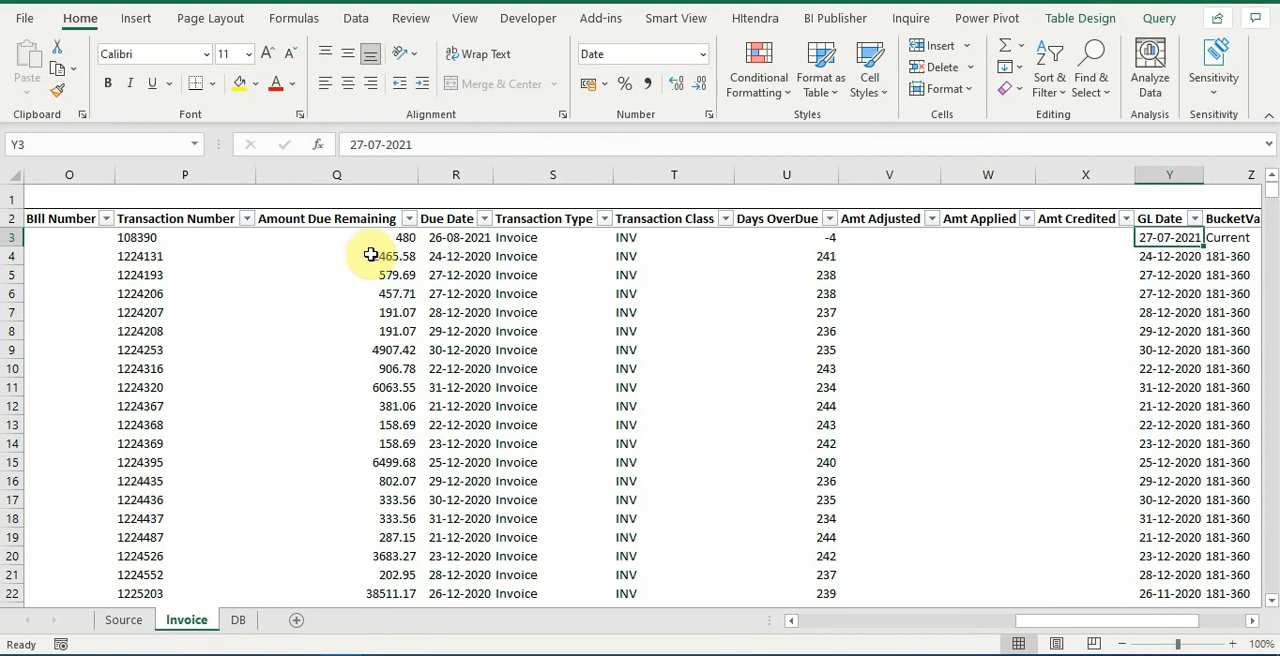 File Home Insert Page Layout Formulas Data Review View Developer Add-ins Smart View HItendra BI Publisher Inquire Power Pivot Table Design Query
Calibri 11 Wrap Text Date Insert
Paste B I U Merge & Center Conditional Formatting Format as Table Cell Styles Delete Sort & Filter Find & Select Analyze Data Sensitivity
Format
Clipboard Font Alignment Number Styles Cells Editing Analysis Sensitivity
Y3 fx 27-07-2021
O P Q R S T U V W X Y Z
1
2 BIll Number Transaction Number Amount Due Remaining Due Date Transaction Type Transaction Class Days OverDue Amt Adjusted Amt Applied Amt Credited GL Date BucketVa
3 108390 480 26-08-2021 Invoice INV -4 27-07-2021 Current
4 1224131 465.58 24-12-2020 Invoice INV 241 24-12-2020 181-360
5 1224193 579.69 27-12-2020 Invoice INV 238 27-12-2020 181-360
6 1224206 457.71 27-12-2020 Invoice INV 238 27-12-2020 181-360
7 1224207 191.07 28-12-2020 Invoice INV 237 28-12-2020 181-360
8 1224208 191.07 29-12-2020 Invoice INV 236 29-12-2020 181-360
9 1224253 4907.42 30-12-2020 Invoice INV 235 30-12-2020 181-360
10 1224316 906.78 22-12-2020 Invoice INV 243 22-12-2020 181-360
11 1224320 6063.55 31-12-2020 Invoice INV 234 31-12-2020 181-360
12 1224367 381.06 21-12-2020 Invoice INV 244 21-12-2020 181-360
13 1224368 158.69 22-12-2020 Invoice INV 243 22-12-2020 181-360
14 1224369 158.69 23-12-2020 Invoice INV 242 23-12-2020 181-360
15 1224395 6499.68 25-12-2020 Invoice INV 240 25-12-2020 181-360
16 1224435 802.07 29-12-2020 Invoice INV 236 29-12-2020 181-360
17 1224436 333.56 30-12-2020 Invoice INV 235 30-12-2020 181-360
18 1224437 333.56 31-12-2020 Invoice INV 234 31-12-2020 181-360
19 1224487 287.15 21-12-2020 Invoice INV 244 21-12-2020 181-360
20 1224526 3683.27 23-12-2020 Invoice INV 242 23-12-2020 181-360
21 1224552 202.95 28-12-2020 Invoice INV 237 28-12-2020 181-360
22 1225203 38511.17 26-12-2020 Invoice INV 239 26-11-2020 181-360
Source Invoice DB
Ready 100%